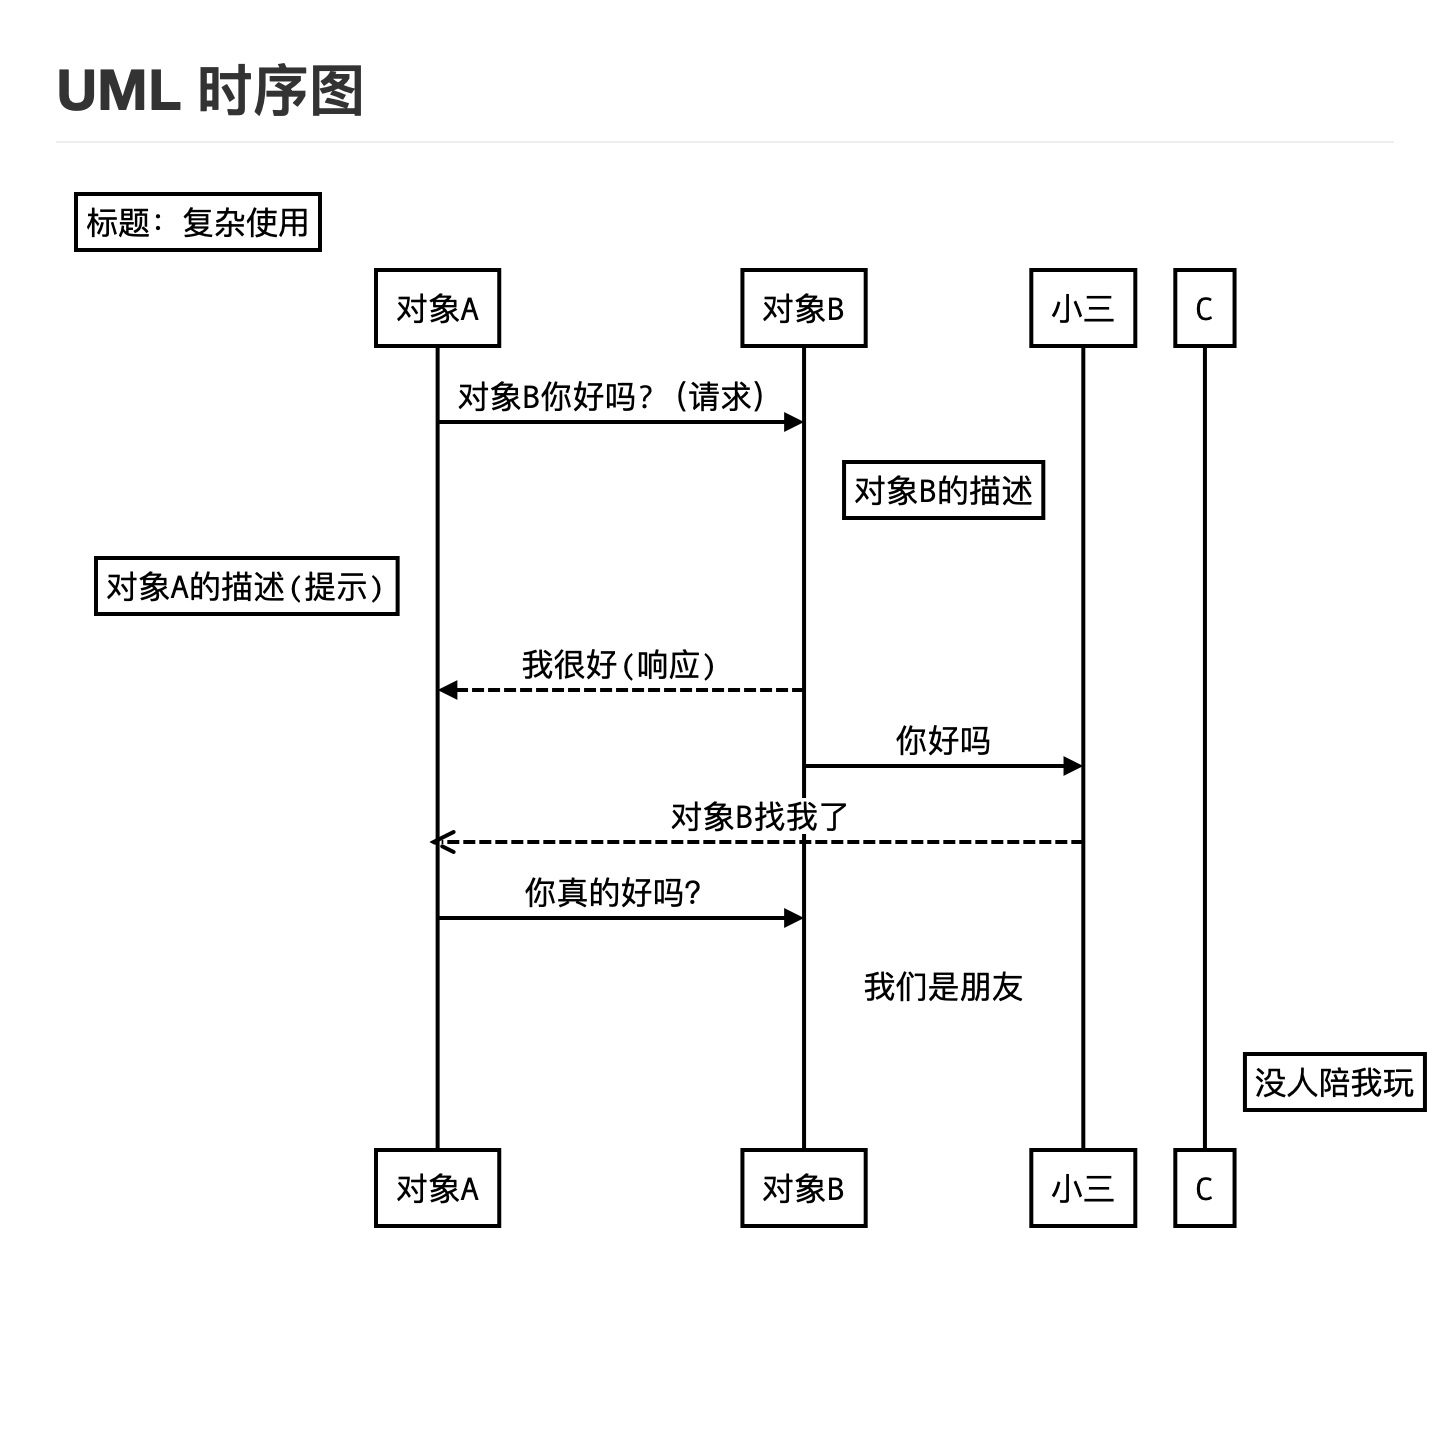 UML 时序图
标题：复杂使用
对象A
对象B
小三
C
对象B你好吗?（请求）
对象B的描述
对象A的描述(提示)
我很好(响应)
你好吗
对象B找我了
你真的好吗?
我们是朋友
没人陪我玩
对象A
对象B
小三
C